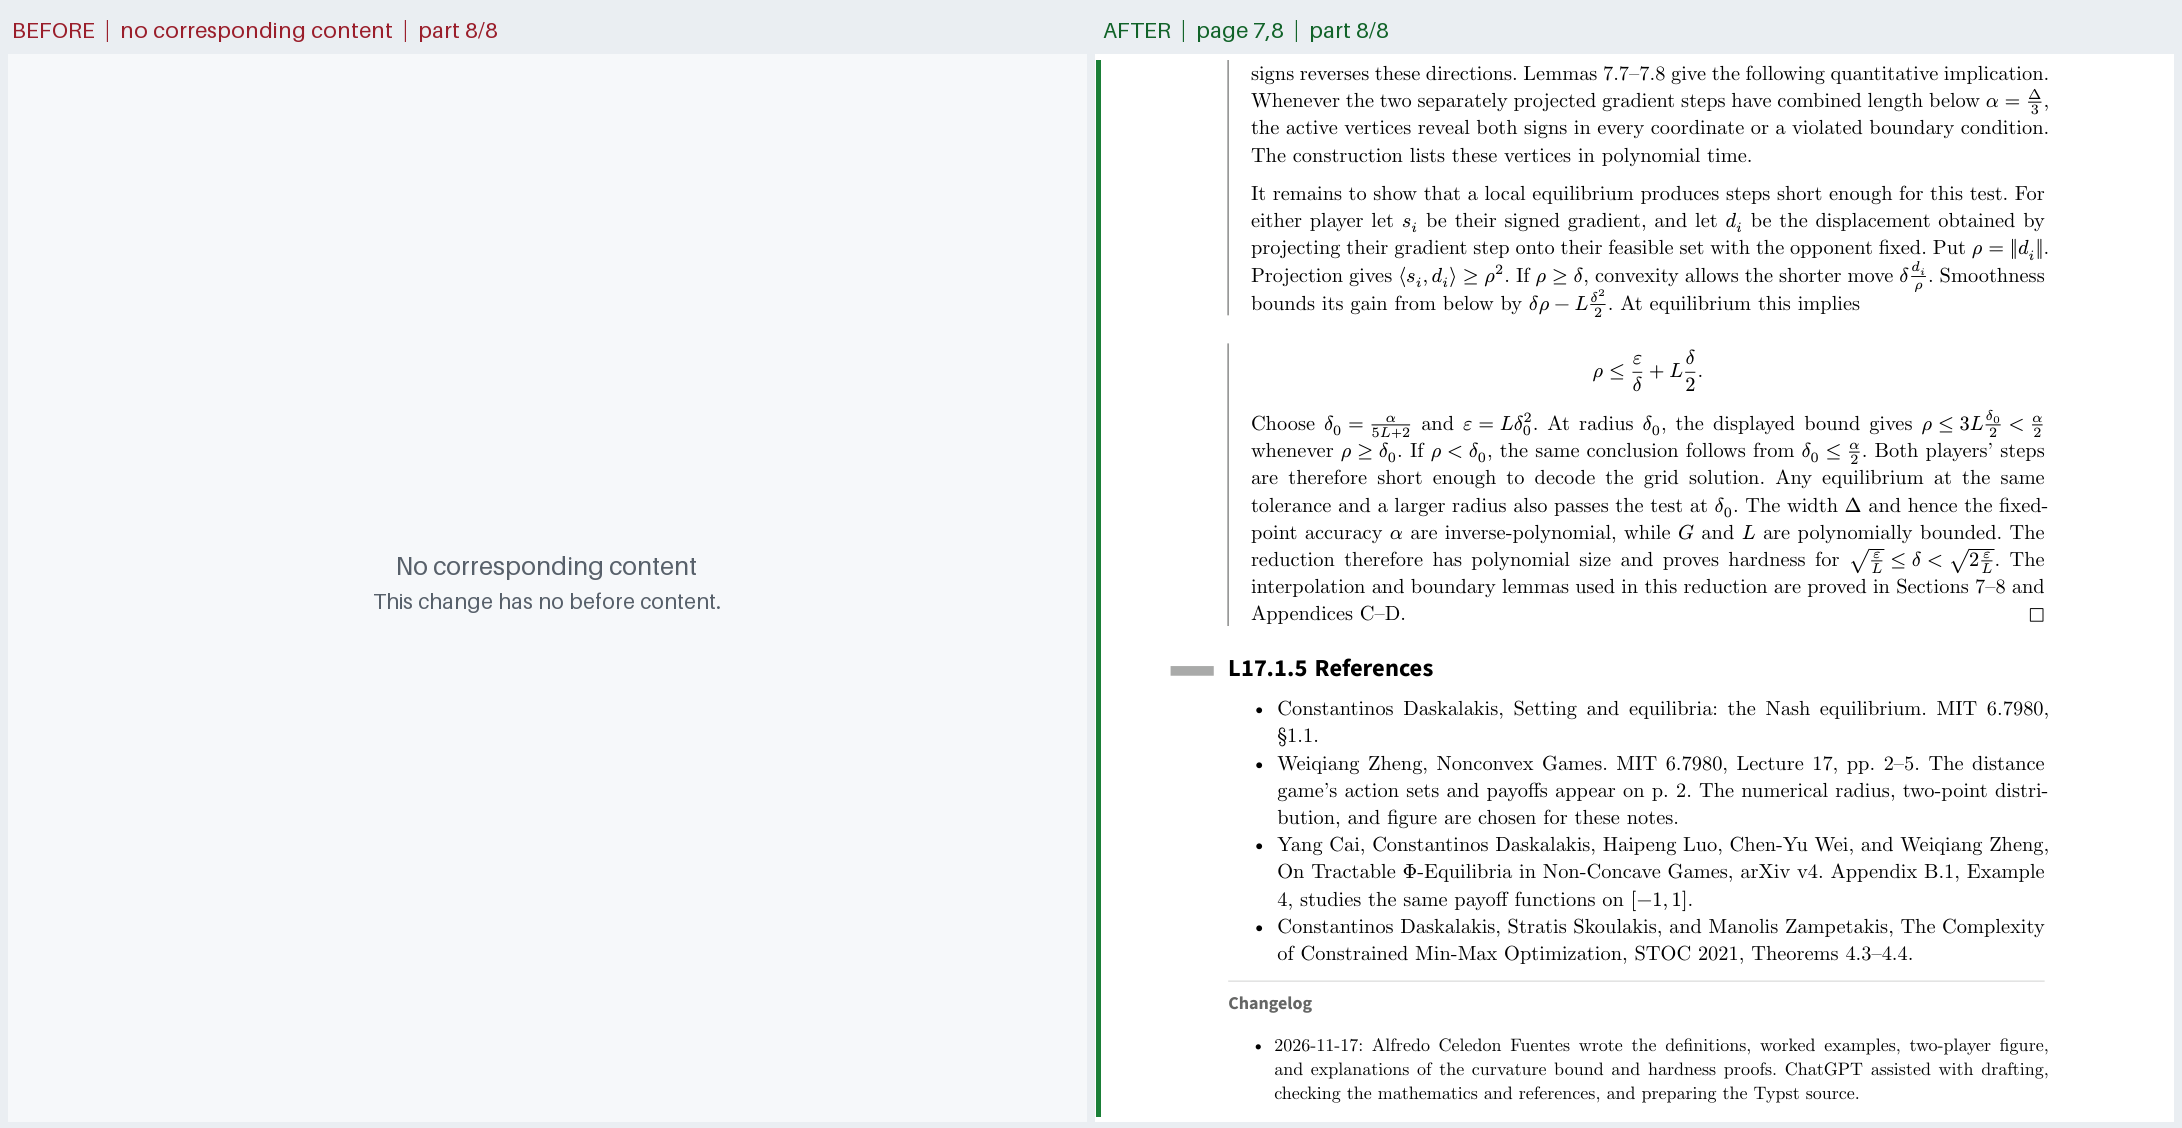 BEFORE | no corresponding content | part 8/8
AFTER | page 7,8 | part 8/8
No corresponding content
This change has no before content.
signs reverses these directions. Lemmas 7.7–7.8 give the following quantitative implication.
Whenever the two separately projected gradient steps have combined length below α = Δ/3,
the active vertices reveal both signs in every coordinate or a violated boundary condition.
The construction lists these vertices in polynomial time.
It remains to show that a local equilibrium produces steps short enough for this test. For
either player let s_i be their signed gradient, and let d_i be the displacement obtained by
projecting their gradient step onto their feasible set with the opponent fixed. Put ρ = ‖d_i‖.
Projection gives ⟨s_i, d_i⟩ ≥ ρ². If ρ ≥ δ, convexity allows the shorter move δ d_i/ρ. Smoothness
bounds its gain from below by δρ − L δ²/2. At equilibrium this implies
ρ ≤ ε/δ + L δ/2.
Choose δ₀ = α/(5L+2) and ε = Lδ₀². At radius δ₀, the displayed bound gives ρ ≤ 3L δ₀/2 < α/2
whenever ρ ≥ δ₀. If ρ < δ₀, the same conclusion follows from δ₀ ≤ α/2. Both players’ steps
are therefore short enough to decode the grid solution. Any equilibrium at the same
tolerance and a larger radius also passes the test at δ₀. The width Δ and hence the fixed-
point accuracy α are inverse-polynomial, while G and L are polynomially bounded. The
reduction therefore has polynomial size and proves hardness for √(ε/L) ≤ δ < √(2 ε/L). The
interpolation and boundary lemmas used in this reduction are proved in Sections 7–8 and
Appendices C–D. □
L17.1.5 References
• Constantinos Daskalakis, Setting and equilibria: the Nash equilibrium. MIT 6.7980,
§1.1.
• Weiqiang Zheng, Nonconvex Games. MIT 6.7980, Lecture 17, pp. 2–5. The distance
game’s action sets and payoffs appear on p. 2. The numerical radius, two-point distri-
bution, and figure are chosen for these notes.
• Yang Cai, Constantinos Daskalakis, Haipeng Luo, Chen-Yu Wei, and Weiqiang Zheng,
On Tractable Φ-Equilibria in Non-Concave Games, arXiv v4. Appendix B.1, Example
4, studies the same payoff functions on [−1, 1].
• Constantinos Daskalakis, Stratis Skoulakis, and Manolis Zampetakis, The Complexity
of Constrained Min-Max Optimization, STOC 2021, Theorems 4.3–4.4.
Changelog
• 2026-11-17: Alfredo Celedon Fuentes wrote the definitions, worked examples, two-player figure,
and explanations of the curvature bound and hardness proofs. ChatGPT assisted with drafting,
checking the mathematics and references, and preparing the Typst source.